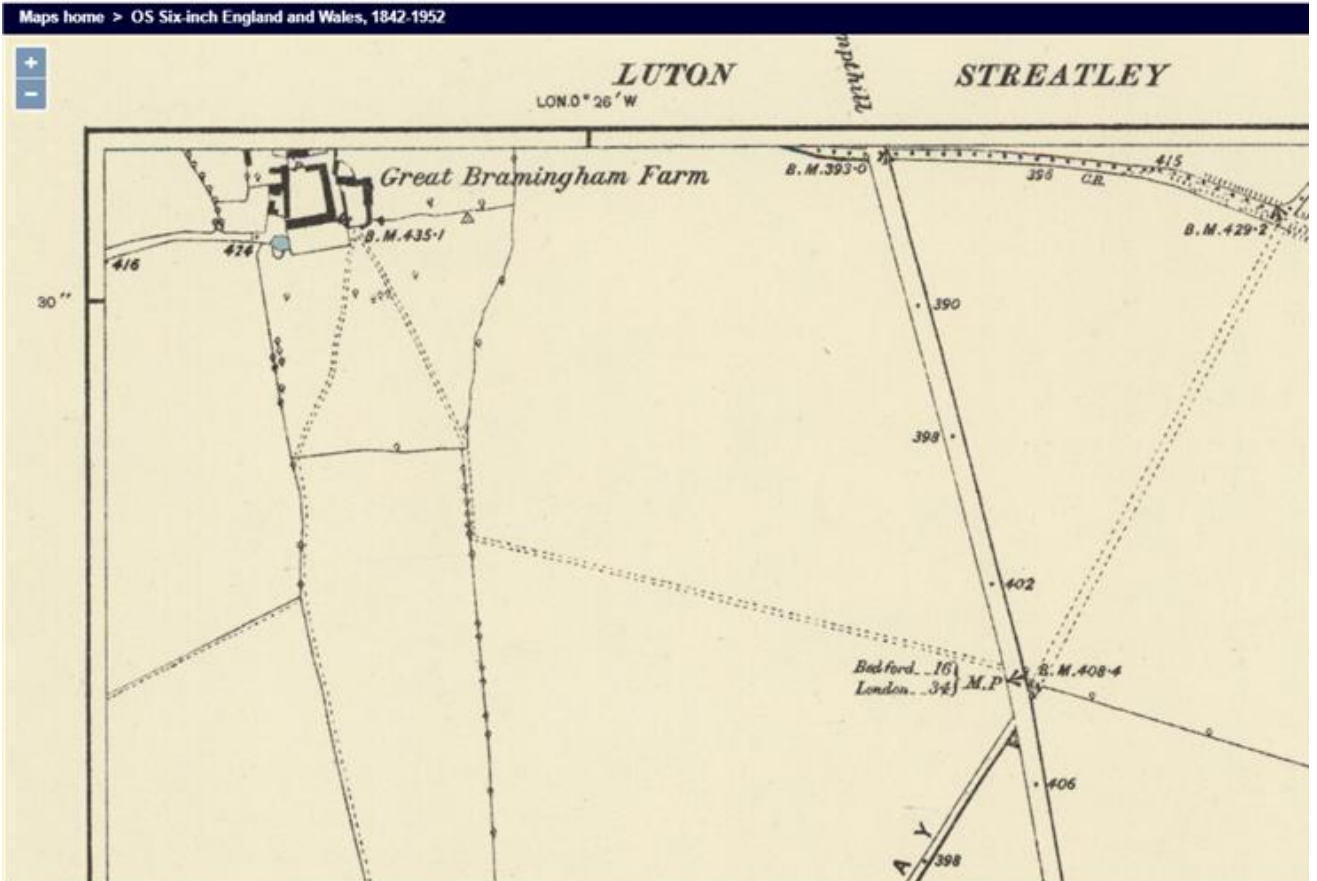 Maps home > OS Six-inch England and Wales, 1842-1952
+
−
LUTON
STREATLEY
LON.0°26'W
mpthill
Great Bramingham Farm
B.M.393·0
415
396
C.R.
B.M.429·2
B.M.435·1
424
416
30"
390
398
402
Bedford 16
London 34
M.P
B.M.408·4
406
A Y
398